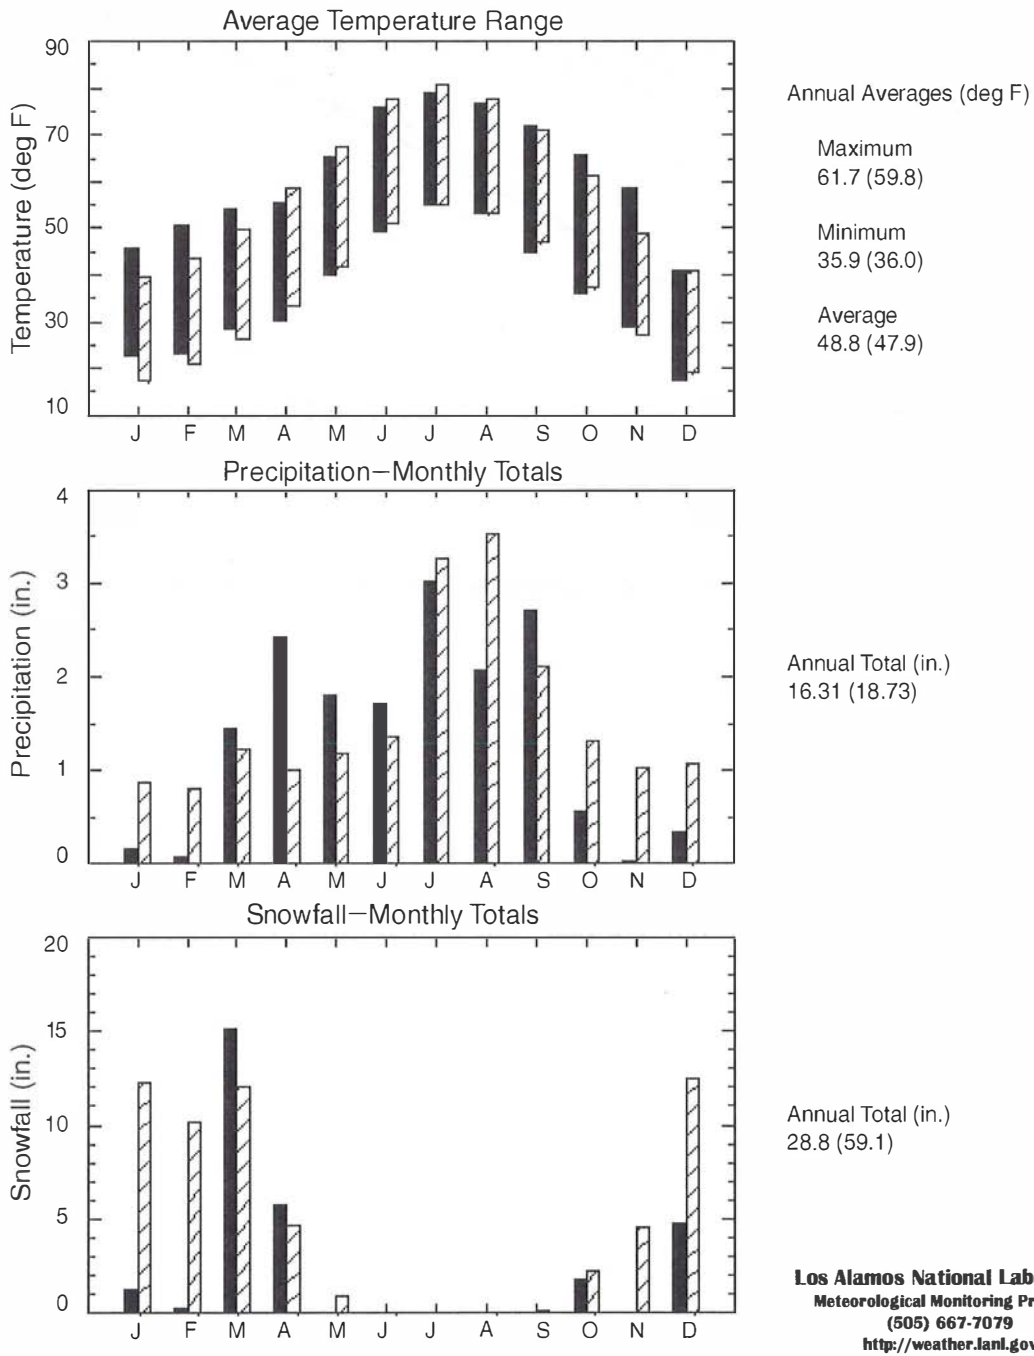 Average Temperature Range
Temperature (deg F)
90
70
50
30
10
J F M A M J J A S O N D
Annual Averages (deg F)
Maximum
61.7 (59.8)
Minimum
35.9 (36.0)
Average
48.8 (47.9)
Precipitation—Monthly Totals
Precipitation (in.)
4
3
2
1
0
J F M A M J J A S O N D
Annual Total (in.)
16.31 (18.73)
Snowfall—Monthly Totals
Snowfall (in.)
20
15
10
5
0
J F M A M J J A S O N D
Annual Total (in.)
28.8 (59.1)
Los Alamos National Lab
Meteorological Monitoring Pr
(505) 667-7079
http://weather.lanl.gov